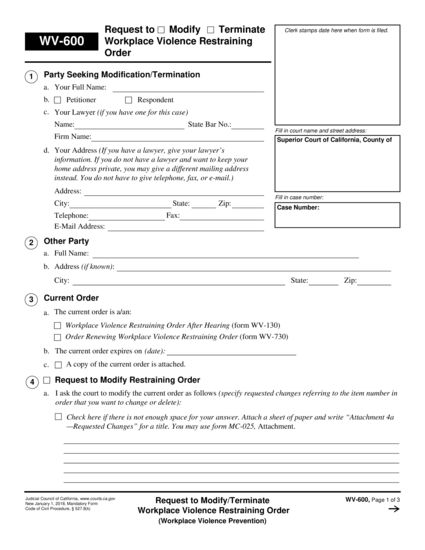 WV-600
Request to ☐ Modify ☐ Terminate
Workplace Violence Restraining
Order
Clerk stamps date here when form is filed.
1 Party Seeking Modification/Termination
a. Your Full Name:
b. ☐ Petitioner ☐ Respondent
c. Your Lawyer (if you have one for this case)
Name: State Bar No.:
Firm Name:
d. Your Address (If you have a lawyer, give your lawyer's
information. If you do not have a lawyer and want to keep your
home address private, you may give a different mailing address
instead. You do not have to give telephone, fax, or e-mail.)
Address:
City: State: Zip:
Telephone: Fax:
E-Mail Address:
Fill in court name and street address:
Superior Court of California, County of
Fill in case number:
Case Number:
2 Other Party
a. Full Name:
b. Address (if known):
City: State: Zip:
3 Current Order
a. The current order is a/an:
☐ Workplace Violence Restraining Order After Hearing (form WV-130)
☐ Order Renewing Workplace Violence Restraining Order (form WV-730)
b. The current order expires on (date):
c. ☐ A copy of the current order is attached.
4 ☐ Request to Modify Restraining Order
a. I ask the court to modify the current order as follows (specify requested changes referring to the item number in
order that you want to change or delete):
☐ Check here if there is not enough space for your answer. Attach a sheet of paper and write "Attachment 4a
—Requested Changes" for a title. You may use form MC-025, Attachment.
Judicial Council of California, www.courts.ca.gov
New January 1, 2019, Mandatory Form
Code of Civil Procedure, § 527.8(k)
Request to Modify/Terminate
Workplace Violence Restraining Order
(Workplace Violence Prevention)
WV-600, Page 1 of 3
→